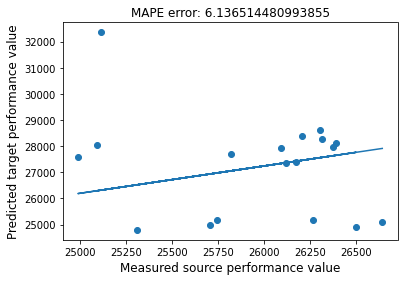 MAPE error: 6.136514480993855
32000
31000
30000
29000
28000
27000
26000
25000
Predicted target performance value
25000 25250 25500 25750 26000 26250 26500
Measured source performance value